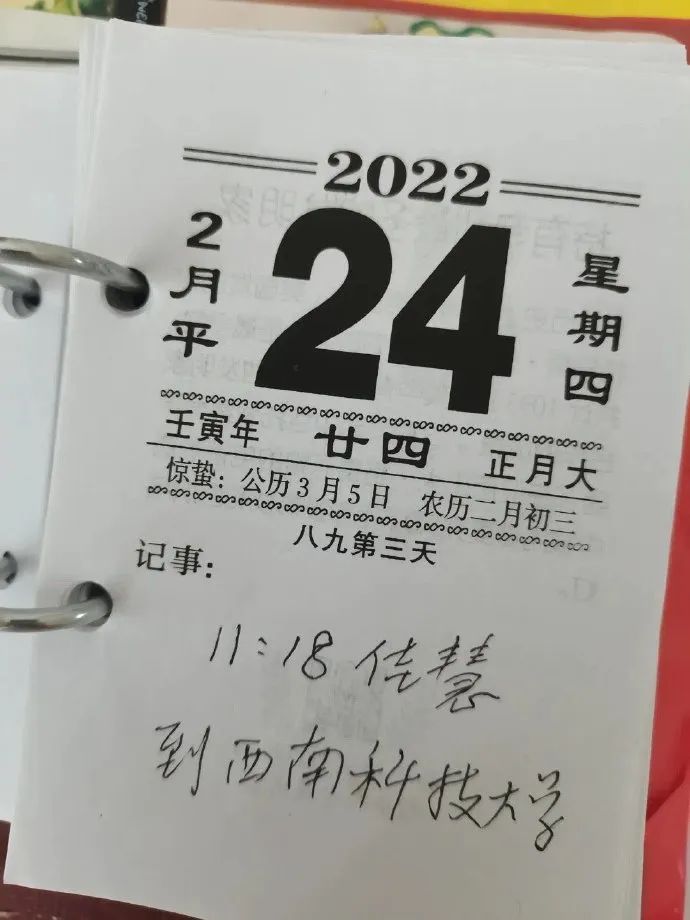 2022
2月平
24
星期四
壬寅年 廿四 正月大
惊蛰：公历3月5日 农历二月初三
八九第三天
记事：
11:18 佳慧
到西南科技大学